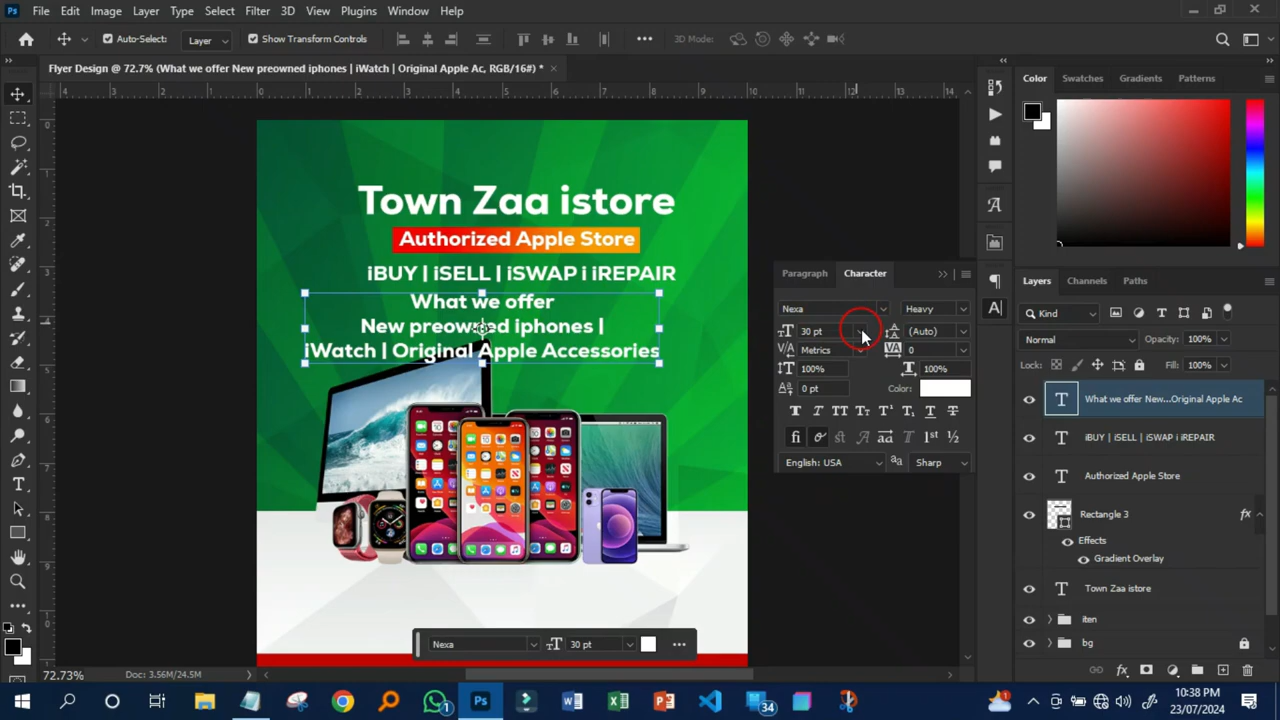 Ps File Edit Image Layer Type Select Filter 3D View Plugins Window Help
Auto-Select: Layer Show Transform Controls 3D Mode:
Flyer Design @ 72.7% (What we offer New preowned iphones | iWatch | Original Apple Ac, RGB/16#) *
Town Zaa istore
Authorized Apple Store
iBUY | iSELL | iSWAP i iREPAIR
What we offer
New preowned iphones |
iWatch | Original Apple Accessories
Paragraph Character
Nexa Heavy
30 pt (Auto)
Metrics 0
100% 100%
0 pt Color:
English: USA Sharp
Color Swatches Gradients Patterns
Layers Channels Paths
Kind
Normal Opacity: 100%
Lock: Fill: 100%
What we offer New...Original Apple Ac
iBUY | iSELL | iSWAP i iREPAIR
Authorized Apple Store
Rectangle 3 fx
Effects
Gradient Overlay
Town Zaa istore
iten
bg
Nexa 30 pt
72.73% Doc: 3.56M/24.5M
34
10:38 PM
23/07/2024